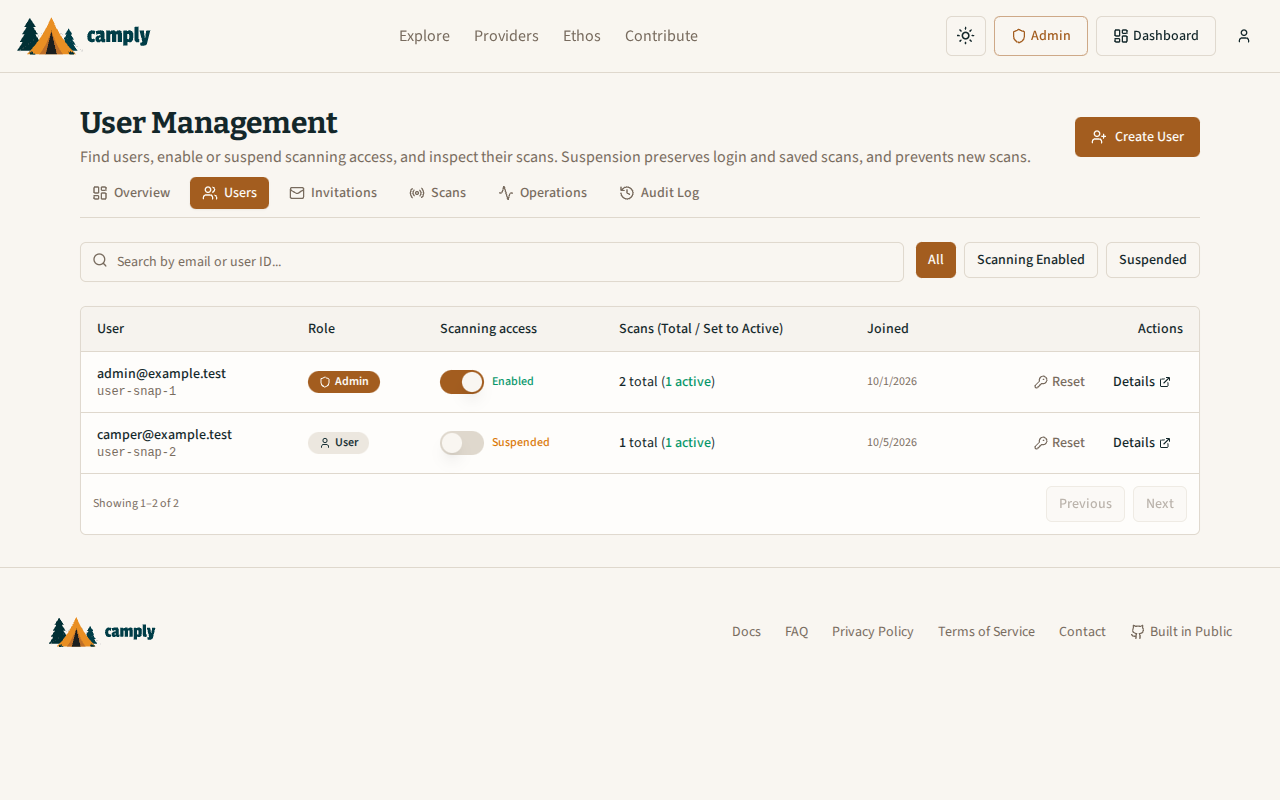 camply
Explore Providers Ethos Contribute
Admin Dashboard
User Management
Find users, enable or suspend scanning access, and inspect their scans. Suspension preserves login and saved scans, and prevents new scans.
Create User
Overview Users Invitations Scans Operations Audit Log
Search by email or user ID...
All Scanning Enabled Suspended
User Role Scanning access Scans (Total / Set to Active) Joined Actions
admin@example.test
user-snap-1
Admin Enabled 2 total (1 active) 10/1/2026 Reset Details
camper@example.test
user-snap-2
User Suspended 1 total (1 active) 10/5/2026 Reset Details
Showing 1–2 of 2
Previous Next
camply
Docs FAQ Privacy Policy Terms of Service Contact Built in Public